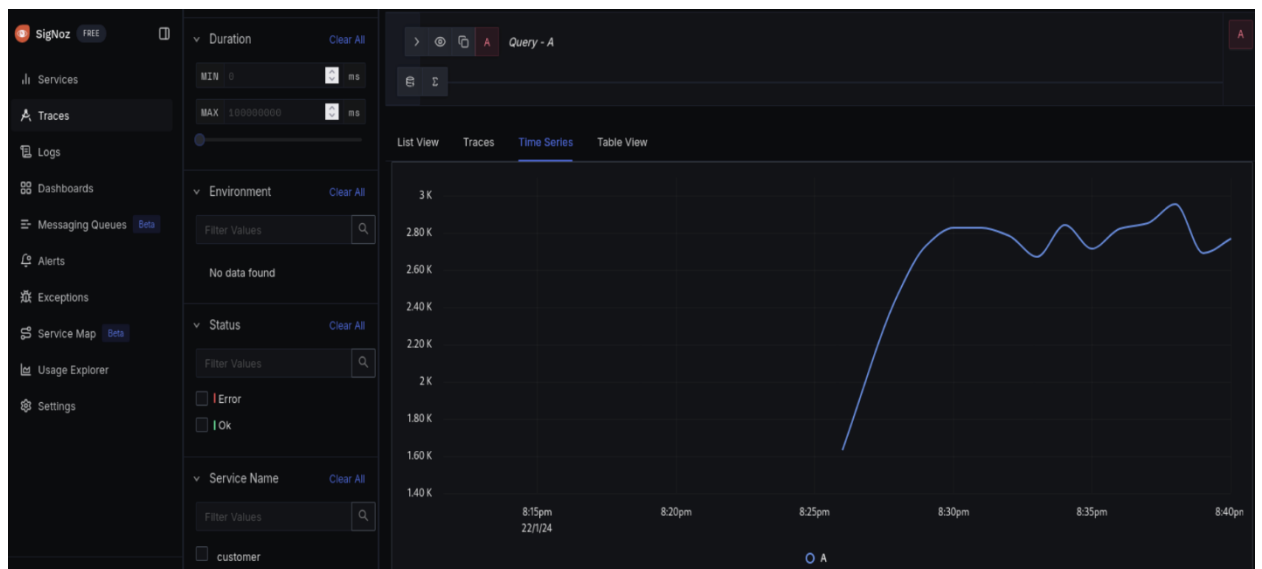 SigNoz FREE
Services
Traces
Logs
Dashboards
Messaging Queues Beta
Alerts
Exceptions
Service Map Beta
Usage Explorer
Settings
Duration Clear All
MIN 0 ms
MAX 100000000 ms
Environment Clear All
Filter Values
No data found
Status Clear All
Filter Values
Error
Ok
Service Name Clear All
Filter Values
customer
A Query - A
A
Σ
List View Traces Time Series Table View
3 K
2.80 K
2.60 K
2.40 K
2.20 K
2 K
1.80 K
1.60 K
1.40 K
8:15pm 8:20pm 8:25pm 8:30pm 8:35pm 8:40pm
22/1/24
A